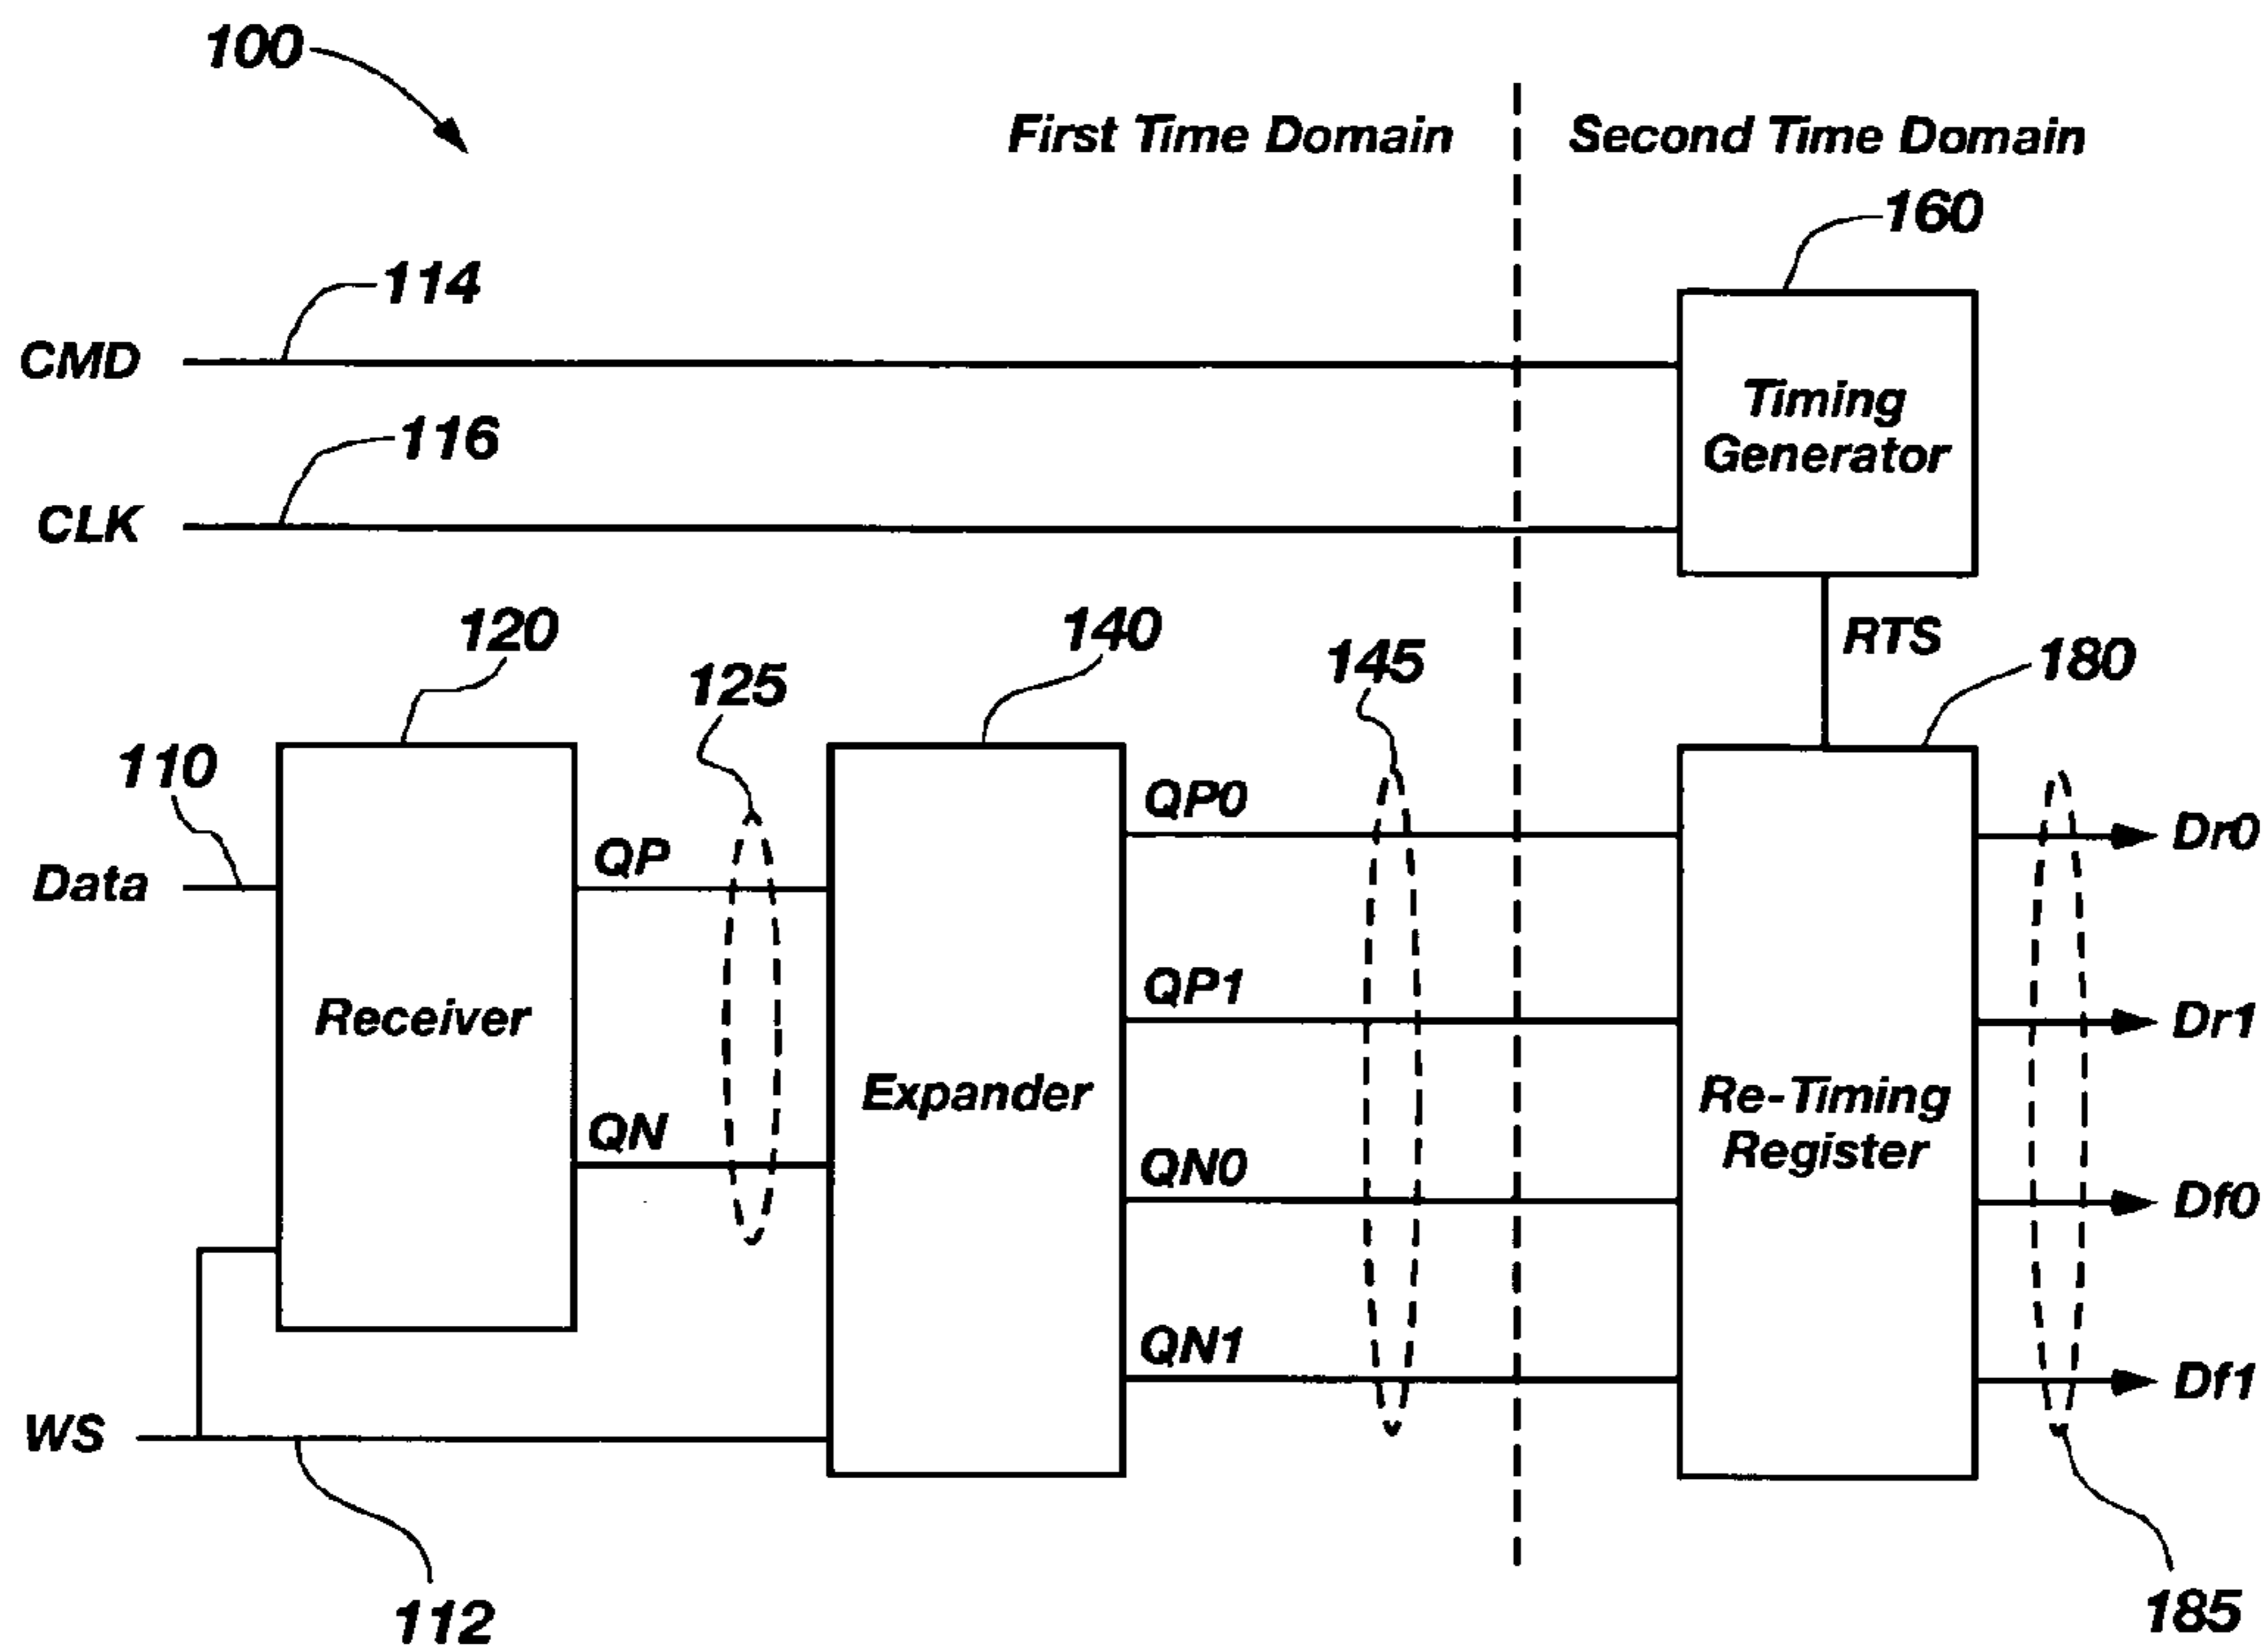 100
First Time Domain
Second Time Domain
160
114
CMD
Timing
Generator
116
CLK
120
125
140
145
RTS
180
110
Data
QP
QN
Receiver
Expander
QP0
QP1
QN0
QN1
Re-Timing
Register
Dr0
Dr1
Df0
Df1
WS
112
185